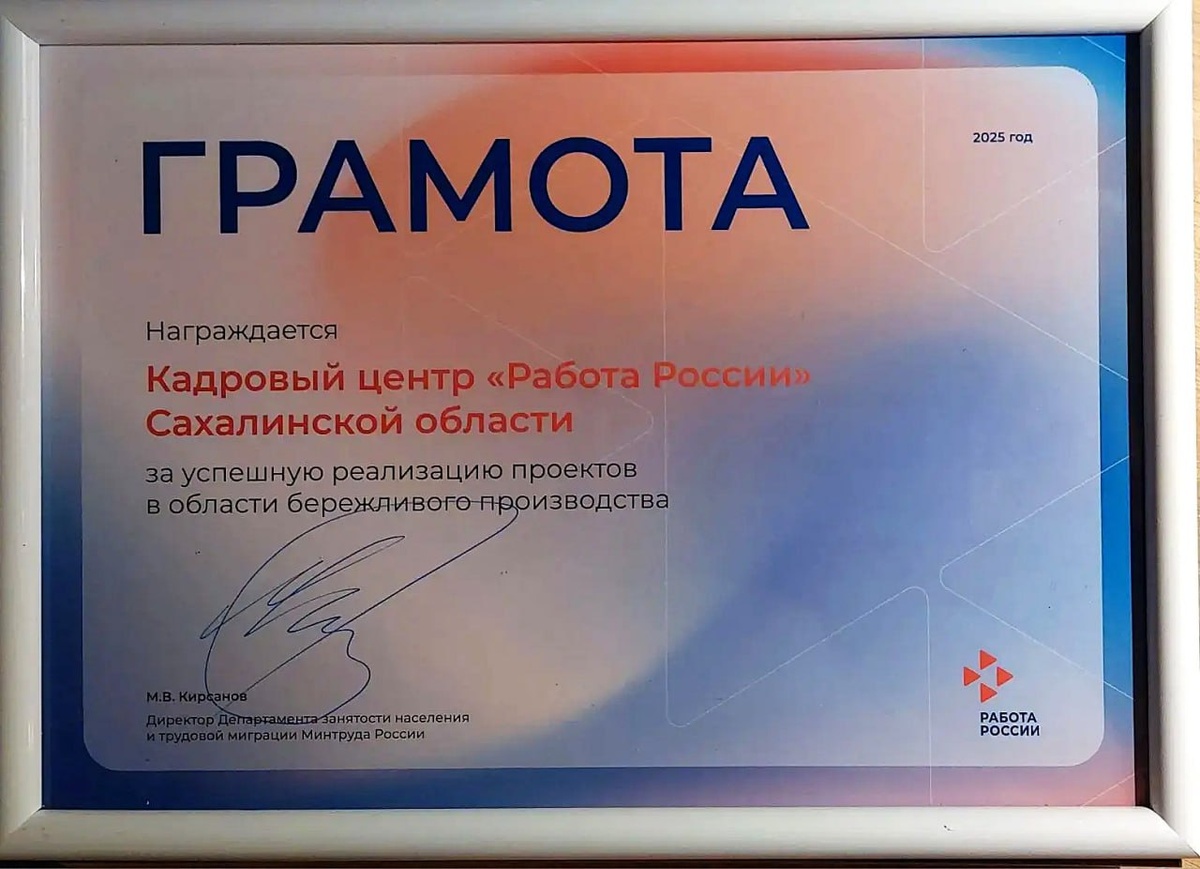 ГРАМОТА
2025 год
Награждается
Кадровый центр «Работа России»
Сахалинской области
за успешную реализацию проектов
в области бережливого производства
М.В. Кирсанов
Директор Департамента занятости населения
и трудовой миграции Минтруда России
РАБОТА
РОССИИ